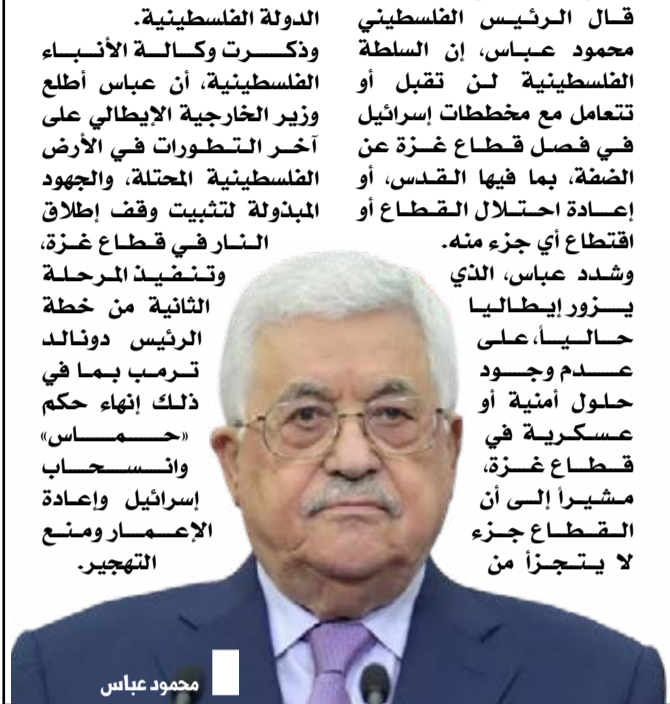 قال الرئيس الفلسطيني
محمود عباس، إن السلطة
الفلسطينية لن تقبل أو
تتعامل مع مخططات إسرائيل
في فصل قطاع غزة عن
الضفة، بما فيها القدس، أو
إعادة احتلال القطاع أو
اقتطاع أي جزء منه.
وشدد عباس، الذي
يزور إيطاليا
حالياً، على
عدم وجود
حلول أمنية أو
عسكرية في
قطاع غزة،
مشيراً إلى أن
القطاع جزء
لا يتجزأ من
الدولة الفلسطينية.
وذكرت وكالة الأنباء
الفلسطينية، أن عباس أطلع
وزير الخارجية الإيطالي على
آخر التطورات في الأرض
الفلسطينية المحتلة، والجهود
المبذولة لتثبيت وقف إطلاق
النار في قطاع غزة،
وتنفيذ المرحلة
الثانية من خطة
الرئيس دونالد
ترمب بما في
ذلك إنهاء حكم
«حماس»
وانسحاب
إسرائيل وإعادة
الإعمار ومنع
التهجير.
محمود عباس